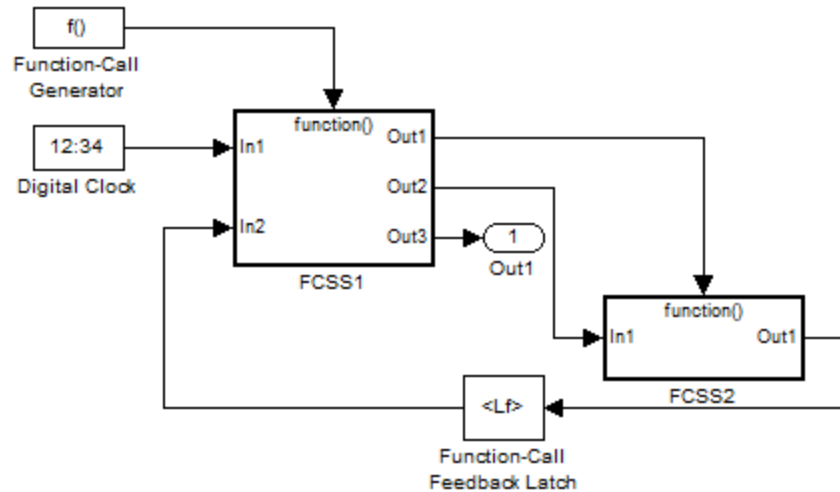 f()
Function-Call
Generator
12:34
Digital Clock
function()
In1
In2
Out1
Out2
Out3
FCSS1
1
Out1
function()
In1
Out1
FCSS2
<Lf>
Function-Call
Feedback Latch